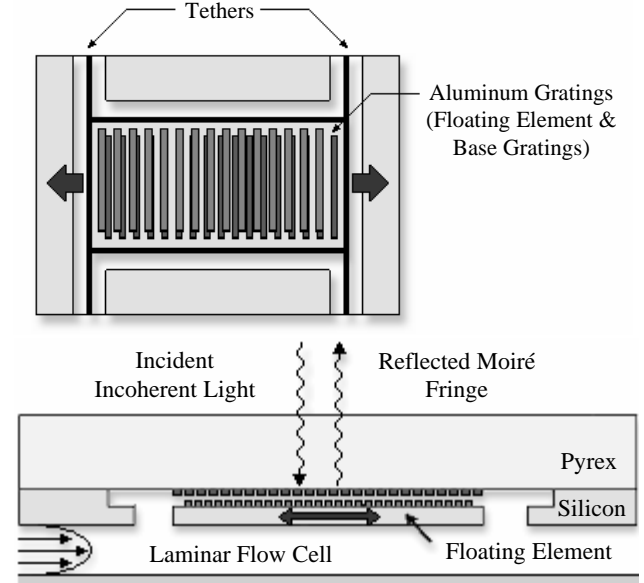 Tethers
Aluminum Gratings
(Floating Element &
Base Gratings)
Incident
Incoherent Light
Reflected Moiré
Fringe
Pyrex
Silicon
Laminar Flow Cell
Floating Element